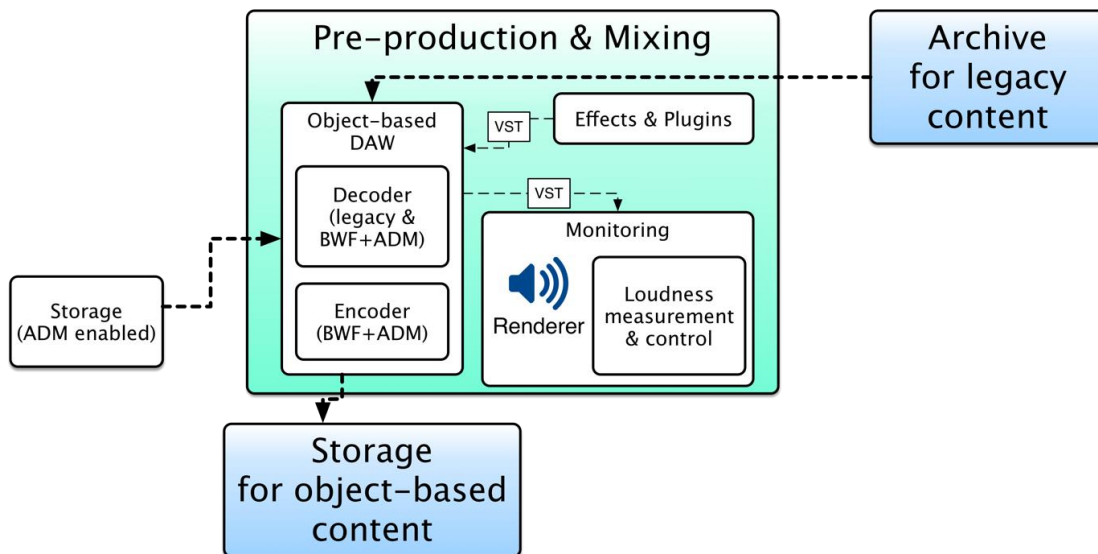 Pre-production & Mixing
Archive
for legacy
content
Object-based
DAW
VST
Effects & Plugins
Decoder
(legacy &
BWF+ADM)
VST
Monitoring
Renderer
Loudness
measurement
& control
Storage
(ADM enabled)
Encoder
(BWF+ADM)
Storage
for object-based
content